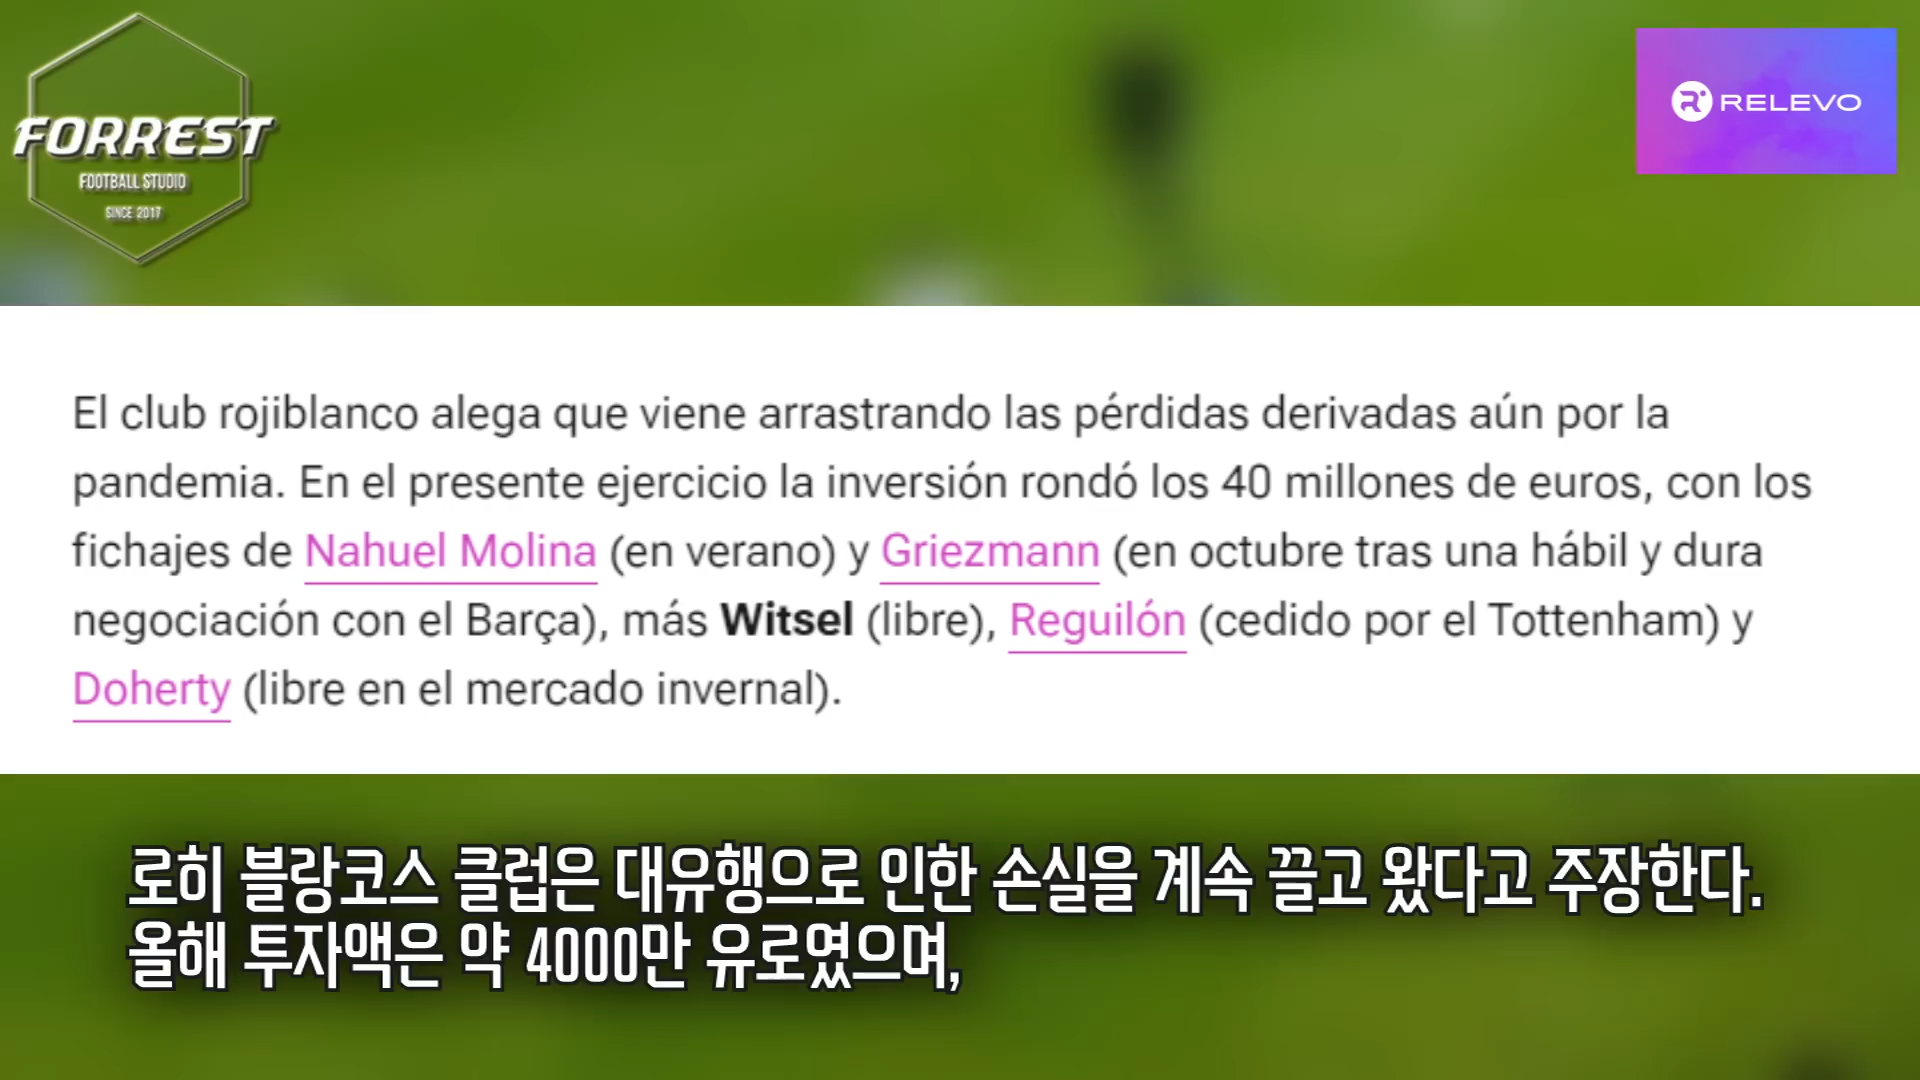 FORREST
FOOTBALL STUDIO
SINCE 2017
RELEVO
El club rojiblanco alega que viene arrastrando las pérdidas derivadas aún por la
pandemia. En el presente ejercicio la inversión rondó los 40 millones de euros, con los
fichajes de Nahuel Molina (en verano) y Griezmann (en octubre tras una hábil y dura
negociación con el Barça), más Witsel (libre), Reguilón (cedido por el Tottenham) y
Doherty (libre en el mercado invernal).
로히 블랑코스 클럽은 대유행으로 인한 손실을 계속 끌고 왔다고 주장한다.
올해 투자액은 약 4000만 유로였으며,